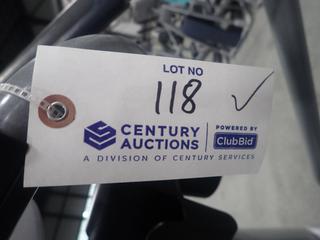 LOT NO
118 ✓
CENTURY AUCTIONS
POWERED BY
ClubBid
A DIVISION OF CENTURY SERVICES